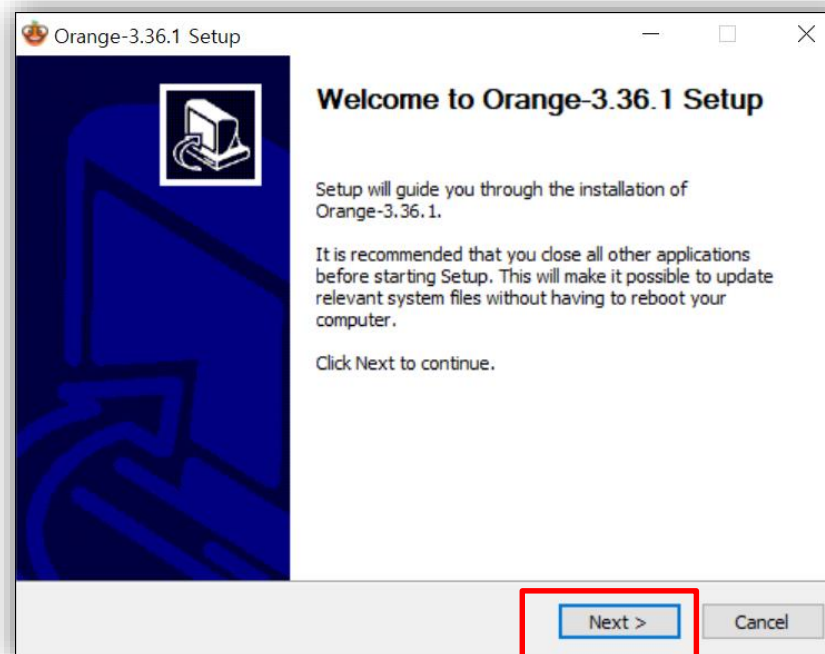 Orange-3.36.1 Setup
Welcome to Orange-3.36.1 Setup
Setup will guide you through the installation of
Orange-3.36.1.
It is recommended that you close all other applications
before starting Setup. This will make it possible to update
relevant system files without having to reboot your
computer.
Click Next to continue.
Next >
Cancel